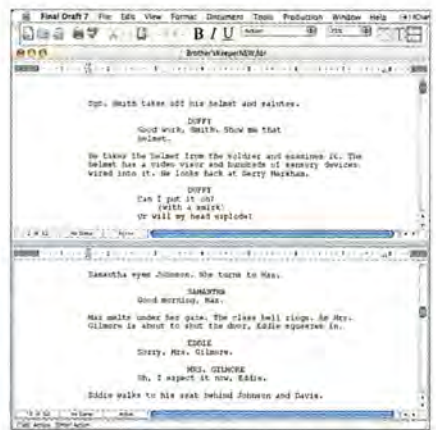 Final Draft 7 File Edit View Format Document Tools Production Window Help
B I U Action
Brother'sKeeperNEW.fdr
Sgt. Smith takes off his helmet and salutes.
DUFFY
Good work, Smith. Show me that
helmet.
He takes the helmet from the soldier and examines it. The
helmet has a video visor and hundreds of sensory devices
wired into it. He looks back at Gerry Markham.
DUFFY
Can I put it on?
(with a smirk)
Or will my head explode?
Samantha eyes Johnson. She turns to Max.
SAMANTHA
Good morning, Max.
Max melts under her gaze. The class bell rings. As Mrs.
Gilmore is about to shut the door, Eddie squeezes in.
EDDIE
Sorry, Mrs. Gilmore.
MRS. GILMORE
Oh, I expect it now, Eddie.
Eddie walks to his seat behind Johnson and Davis.